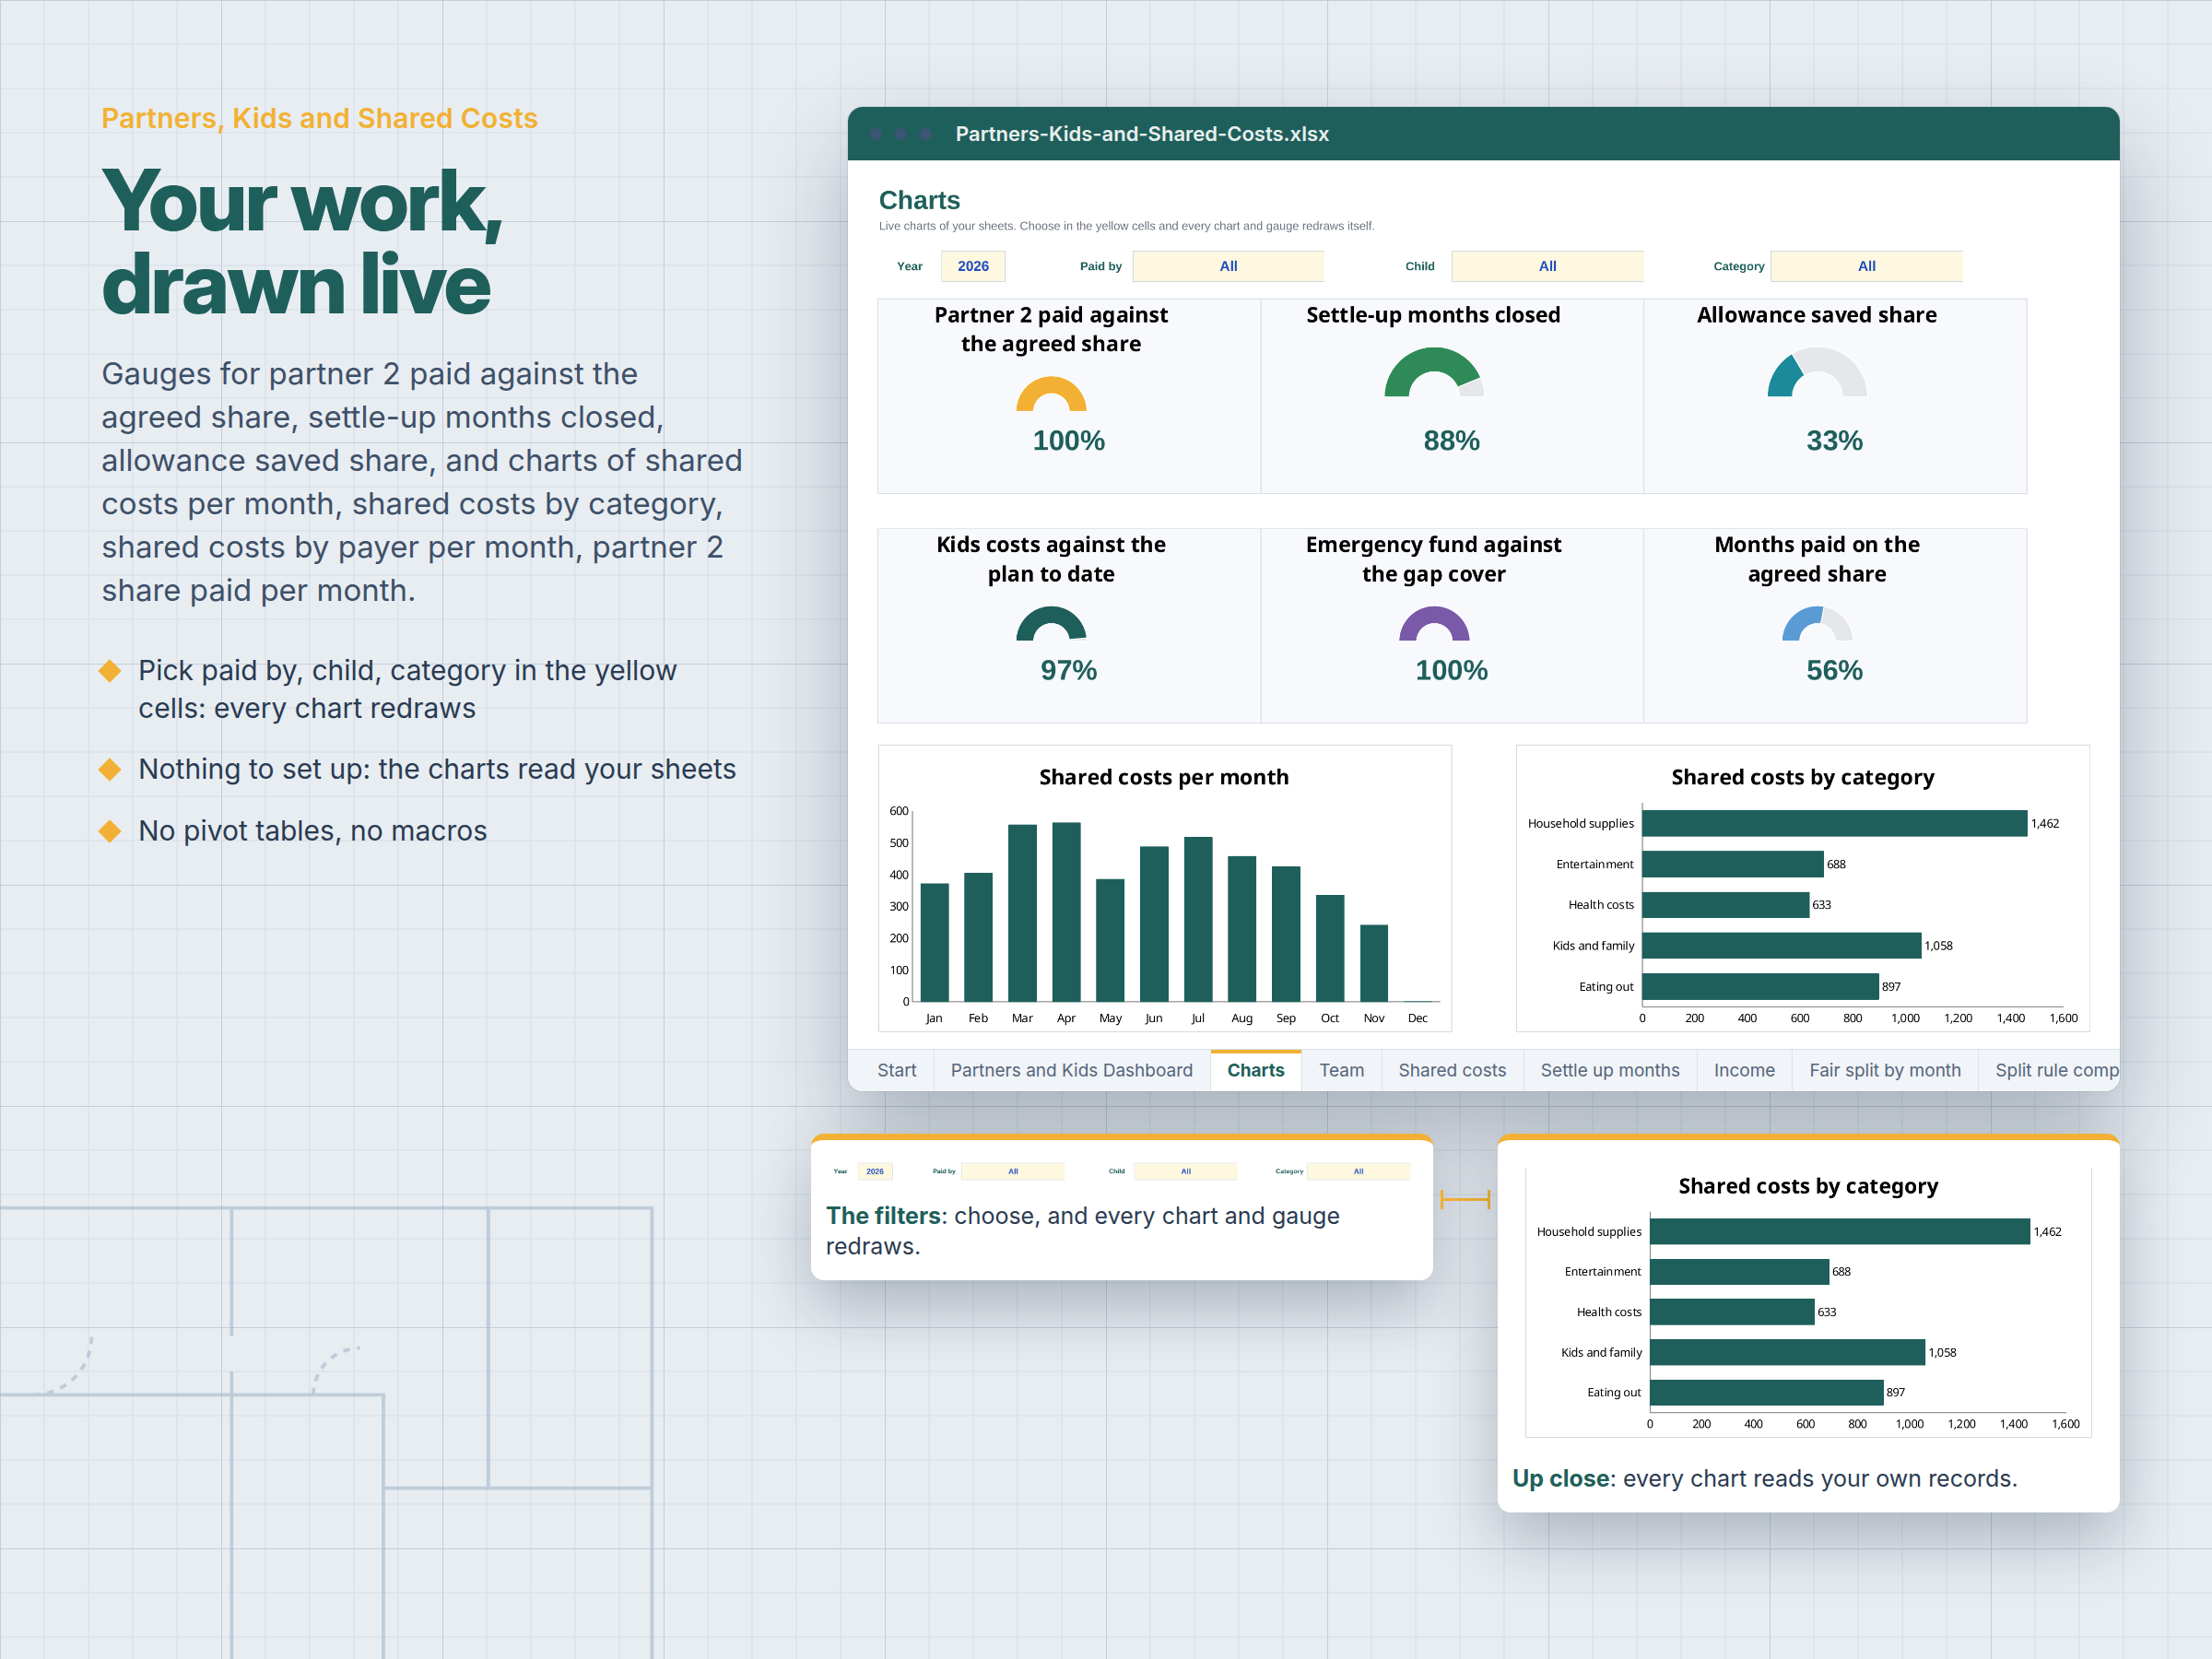 Partners, Kids and Shared Costs
Your work,
drawn live
Gauges for partner 2 paid against the
agreed share, settle-up months closed,
allowance saved share, and charts of shared
costs per month, shared costs by category,
shared costs by payer per month, partner 2
share paid per month.
Pick paid by, child, category in the yellow
cells: every chart redraws
Nothing to set up: the charts read your sheets
No pivot tables, no macros
Partners-Kids-and-Shared-Costs.xlsx
Charts
Live charts of your sheets. Choose in the yellow cells and every chart and gauge redraws itself.
Year 2026 Paid by All Child All Category All
Partner 2 paid against
the agreed share
100%
Settle-up months closed
88%
Allowance saved share
33%
Kids costs against the
plan to date
97%
Emergency fund against
the gap cover
100%
Months paid on the
agreed share
56%
Shared costs per month
600
500
400
300
200
100
0
Jan Feb Mar Apr May Jun Jul Aug Sep Oct Nov Dec
Shared costs by category
Household supplies 1,462
Entertainment 688
Health costs 633
Kids and family 1,058
Eating out 897
0 200 400 600 800 1,000 1,200 1,400 1,600
Start Partners and Kids Dashboard Charts Team Shared costs Settle up months Income Fair split by month Split rule comp
Year 2026 Paid by All Child All Category All
The filters: choose, and every chart and gauge
redraws.
Shared costs by category
Household supplies 1,462
Entertainment 688
Health costs 633
Kids and family 1,058
Eating out 897
0 200 400 600 800 1,000 1,200 1,400 1,600
Up close: every chart reads your own records.